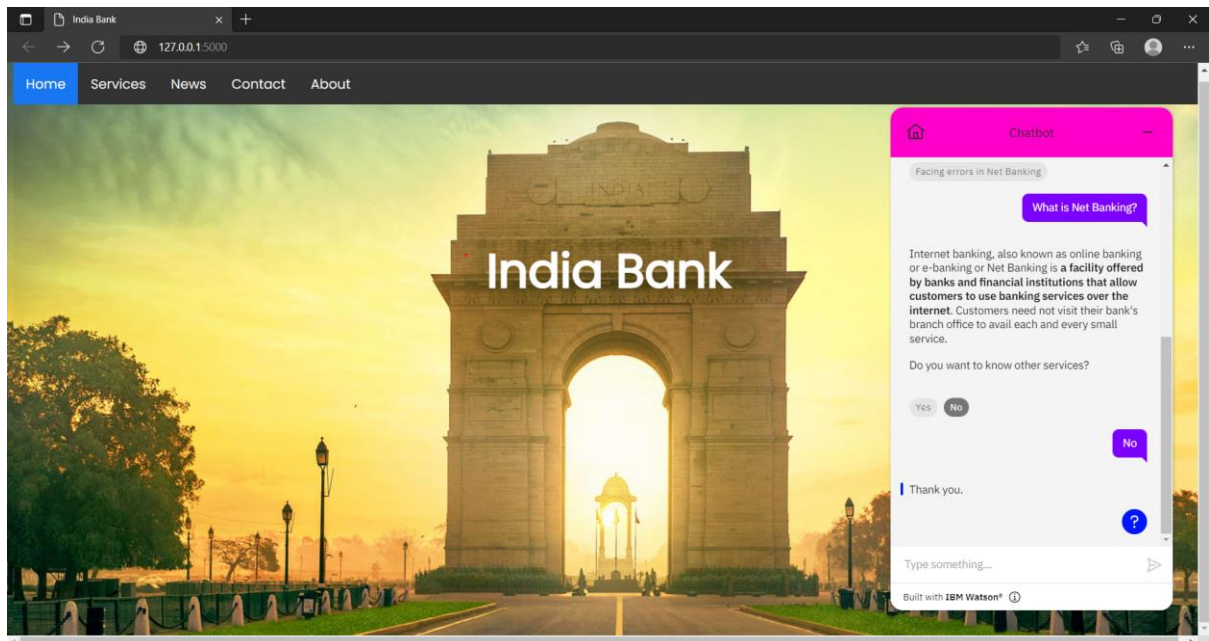 India Bank
127.0.0.1:5000
Home Services News Contact About
INDIA
India Bank
Chatbot
Facing errors in Net Banking
What is Net Banking?
Internet banking, also known as online banking
or e-banking or Net Banking is a facility offered
by banks and financial institutions that allow
customers to use banking services over the
internet. Customers need not visit their bank's
branch office to avail each and every small
service.
Do you want to know other services?
Yes No
No
Thank you.
?
Type something...
Built with IBM Watson®